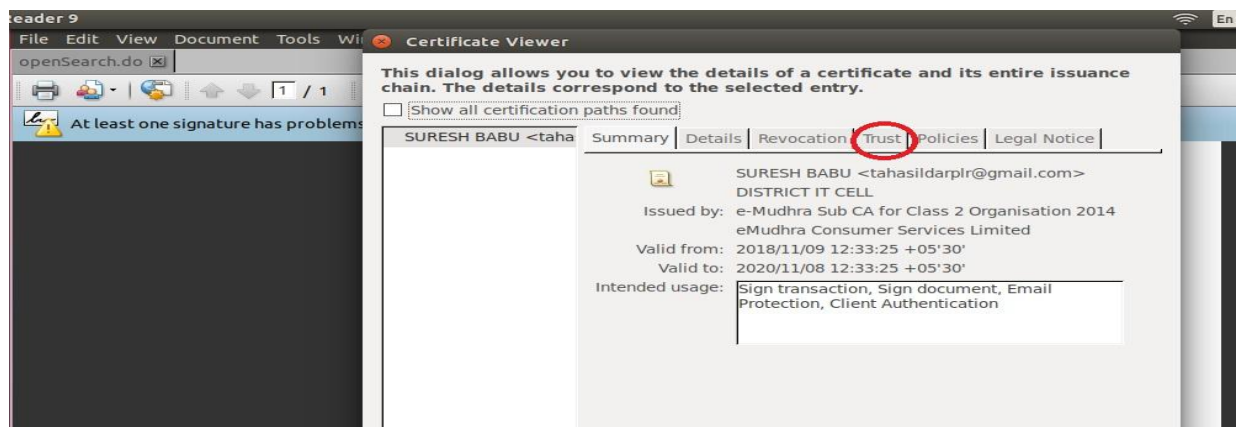 eader 9
En
File Edit View Document Tools Wi
Certificate Viewer
openSearch.do
1 / 1
At least one signature has problems
This dialog allows you to view the details of a certificate and its entire issuance
chain. The details correspond to the selected entry.
Show all certification paths found
SURESH BABU <taha
Summary Details Revocation Trust Policies Legal Notice
SURESH BABU <tahasildarplr@gmail.com>
DISTRICT IT CELL
Issued by: e-Mudhra Sub CA for Class 2 Organisation 2014
eMudhra Consumer Services Limited
Valid from: 2018/11/09 12:33:25 +05'30'
Valid to: 2020/11/08 12:33:25 +05'30'
Intended usage: Sign transaction, Sign document, Email
Protection, Client Authentication